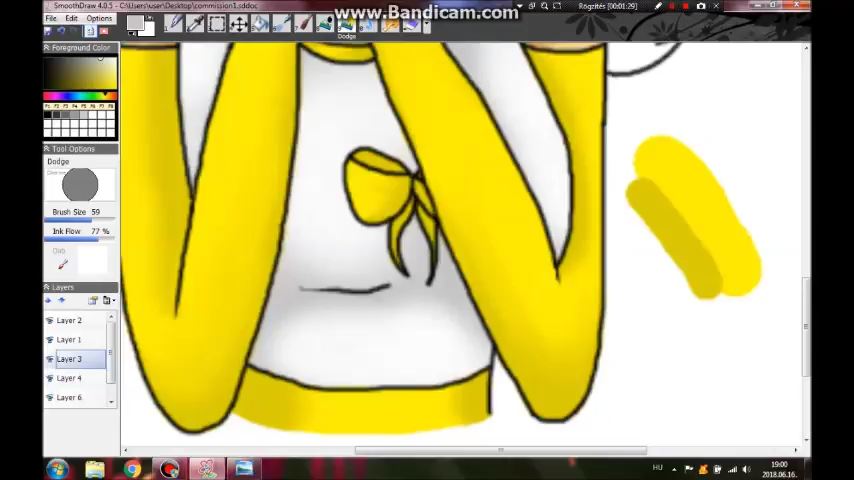 SmoothDraw 4.0.5 - C:\Users\user\Desktop\commission1.sddoc
www.Bandicam.com
Rögzítés [00:01:29]
File Edit Options
Dodge
Foreground Color
Tool Options
Dodge
Brush Size 59
Ink Flow 77 %
Layers
Layer 2
Layer 1
Layer 3
Layer 4
Layer 6
HU
19:00
2018.06.16.